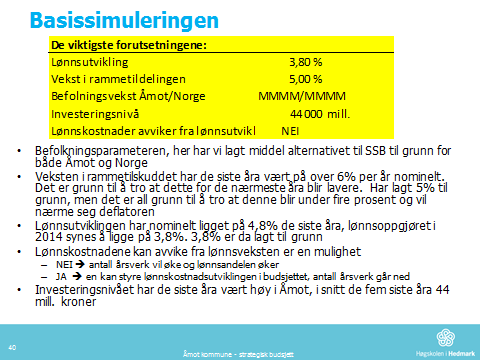 Basissimuleringen
De viktigste forutsetningene:
Lønnsutvikling 3,80 %
Vekst i rammetildelingen 5,00 %
Befolningsvekst Åmot/Norge MMMM/MMMM
Investeringsnivå 44 000 mill.
Lønnskostnader avviker fra lønnsutvikl NEI
• Befolkningsparameteren, her har vi lagt middel alternativet til SSB til grunn for
både Åmot og Norge
• Veksten i rammetilskuddet har de siste åra vært på over 6% per år nominelt.
Det er grunn til å tro at dette for de nærmeste åra blir lavere. Har lagt 5% til
grunn, men det er all grunn til å tro at denne blir under fire prosent og vil
nærme seg deflatoren
• Lønnsutviklingen har nominelt ligget på 4,8% de siste åra, lønnsoppgjøret i
2014 synes å ligge på 3,8%. 3,8% er da lagt til grunn
• Lønnskostnadene kan avvike fra lønnsveksten er en mulighet
– NEI → antall årsverk vil øke og lønnsandelen øker
– JA → en kan styre lønnskostnadsutviklingen i budsjettet, antall årsverk går ned
• Investeringsnivået har de siste åra vært høy i Åmot, i snitt de fem siste åra 44
mill. kroner
40
Åmot kommune - strategisk budsjett
Høgskolen i Hedmark